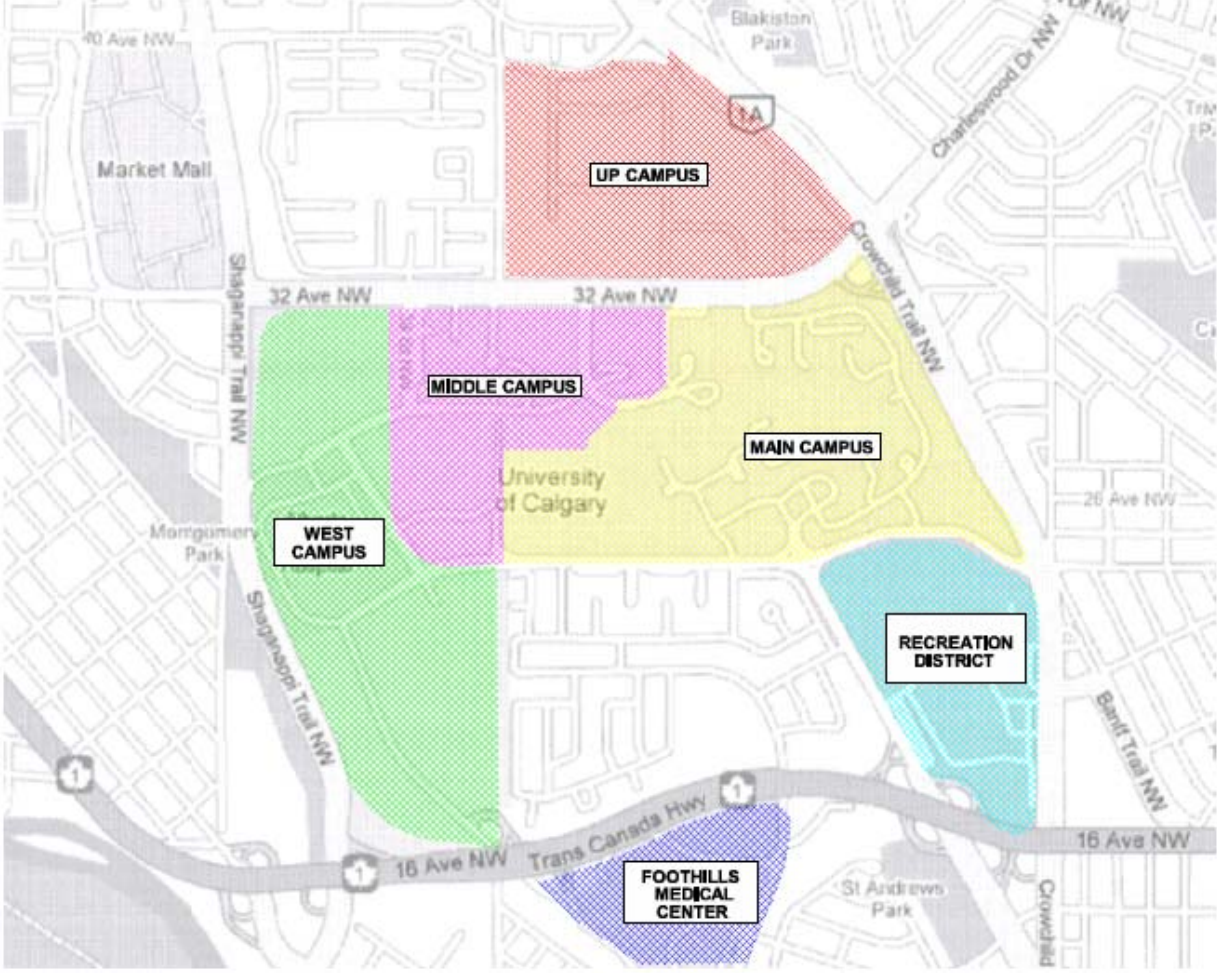 Dr NW
Blakiston
Park
40 Ave NW
Charleswood Dr NW
1A
Market Mall
UP CAMPUS
Crowchild Trail NW
Shaganappi Trail NW
32 Ave NW
32 Ave NW
MIDDLE CAMPUS
MAIN CAMPUS
University
of Calgary
26 Ave NW
Montgomery
Park
WEST
CAMPUS
Shaganappi Trail NW
RECREATION
DISTRICT
Banff Trail NW
1
1
Trans Canada Hwy
16 Ave NW
1
16 Ave NW
FOOTHILLS
MEDICAL
CENTER
St Andrews
Park
Crowchild